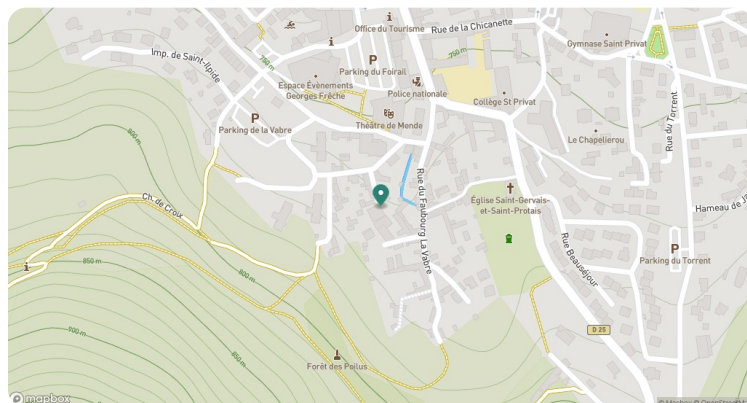 Office du Tourisme
Rue de la Chicanette
Gymnase Saint Privat
Imp. de Saint-Ilpide
750 m
750 m
P
Parking du Foirail
Espace Évènements
Georges Frêche
Police nationale
Collège St Privat
P
Parking de la Vabre
Théâtre de Mende
Le Chapelierou
Rue du Torrent
800 m
Ch. de Croix
Rue du Faubourg La Vabre
Église Saint-Gervais-
et-Saint-Protais
Hameau de J
Rue Beauséjour
P
Parking du Torrent
850 m
800 m
900 m
850 m
D 25
Forêt des Poilus
mapbox
© Mapbox © OpenStreetM